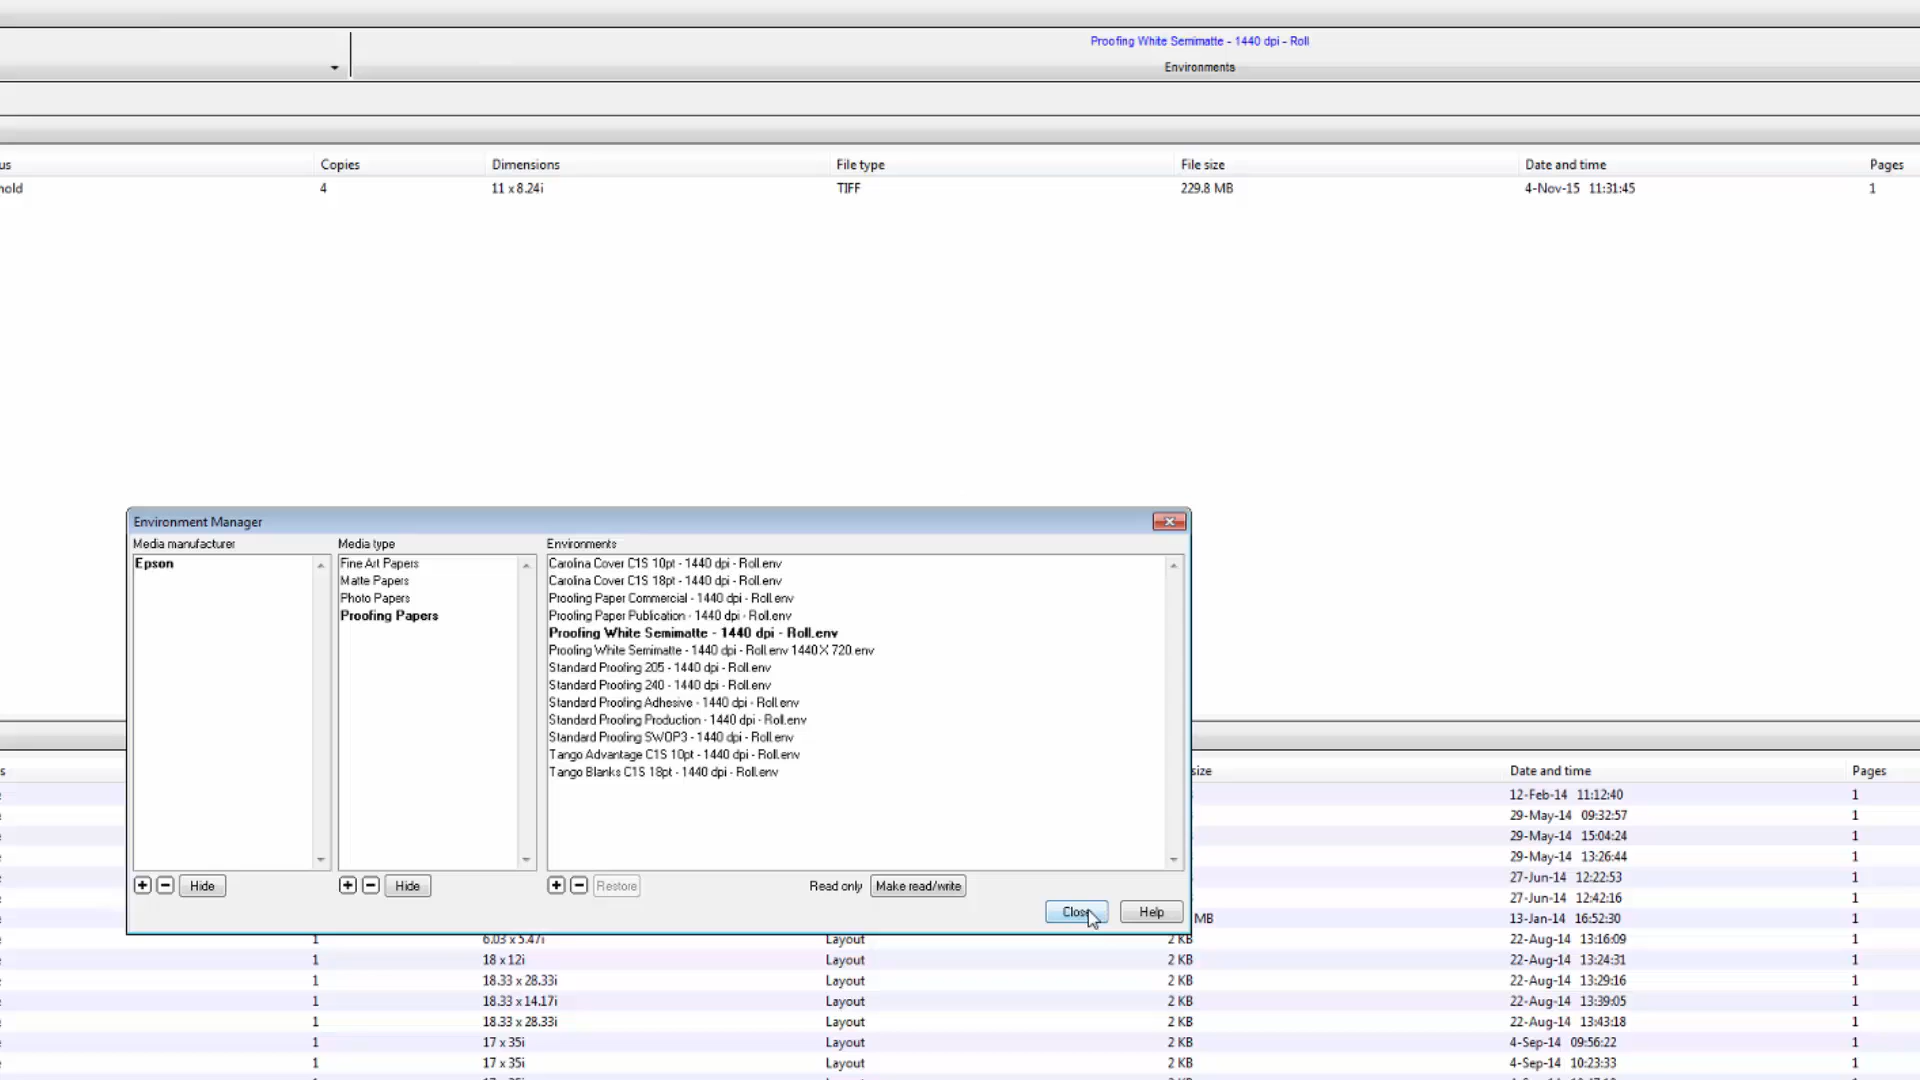 Proofing White Semimatte - 1440 dpi - Roll
Environments
us Copies Dimensions File type File size Date and time Pages
hold 4 11 x 8.24i TIFF 229.8 MB 4-Nov-15 11:31:45 1
Environment Manager
Media manufacturer Media type Environments
Epson
Fine Art Papers
Matte Papers
Photo Papers
Proofing Papers
Carolina Cover C1S 10pt - 1440 dpi - Roll.env
Carolina Cover C1S 18pt - 1440 dpi - Roll.env
Proofing Paper Commercial - 1440 dpi - Roll.env
Proofing Paper Publication - 1440 dpi - Roll.env
Proofing White Semimatte - 1440 dpi - Roll.env
Proofing White Semimatte - 1440 dpi - Roll.env 1440 X 720.env
Standard Proofing 205 - 1440 dpi - Roll.env
Standard Proofing 240 - 1440 dpi - Roll.env
Standard Proofing Adhesive - 1440 dpi - Roll.env
Standard Proofing Production - 1440 dpi - Roll.env
Standard Proofing SWOP3 - 1440 dpi - Roll.env
Tango Advantage C1S 10pt - 1440 dpi - Roll.env
Tango Blanks C1S 18pt - 1440 dpi - Roll.env
Hide Hide Restore Read only Make read/write
Close Help
s size Date and time Pages
12-Feb-14 11:12:40 1
29-May-14 09:32:57 1
29-May-14 15:04:24 1
29-May-14 13:26:44 1
27-Jun-14 12:22:53 1
27-Jun-14 12:42:16 1
MB 13-Jan-14 16:52:30 1
1 6.03 x 5.47i Layout 2 KB 22-Aug-14 13:16:09 1
1 18 x 12i Layout 2 KB 22-Aug-14 13:24:31 1
1 18.33 x 28.33i Layout 2 KB 22-Aug-14 13:29:16 1
1 18.33 x 14.17i Layout 2 KB 22-Aug-14 13:39:05 1
1 18.33 x 28.33i Layout 2 KB 22-Aug-14 13:43:18 1
1 17 x 35i Layout 2 KB 4-Sep-14 09:56:22 1
1 17 x 35i Layout 2 KB 4-Sep-14 10:23:33 1